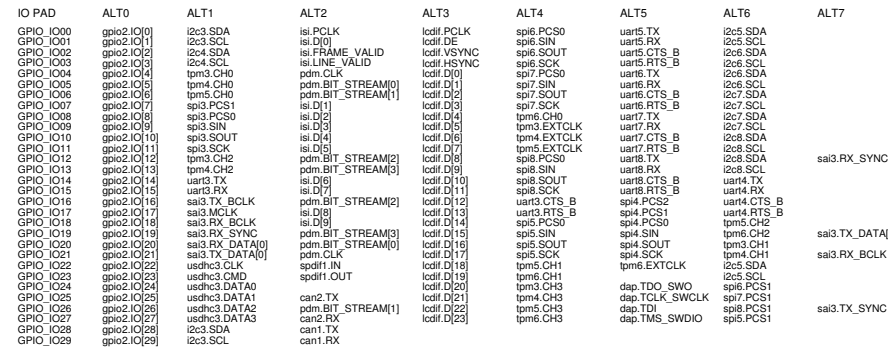 IO PAD ALT0 ALT1 ALT2 ALT3 ALT4 ALT5 ALT6 ALT7
GPIO_IO00 gpio2.IO[0] i2c3.SDA isi.PCLK lcdif.PCLK spi6.PCS0 uart5.TX i2c5.SDA
GPIO_IO01 gpio2.IO[1] i2c3.SCL isi.D[0] lcdif.DE spi6.SIN uart5.RX i2c5.SCL
GPIO_IO02 gpio2.IO[2] i2c4.SDA isi.FRAME_VALID lcdif.VSYNC spi6.SOUT uart5.CTS_B i2c6.SDA
GPIO_IO03 gpio2.IO[3] i2c4.SCL isi.LINE_VALID lcdif.HSYNC spi6.SCK uart5.RTS_B i2c6.SCL
GPIO_IO04 gpio2.IO[4] tpm3.CH0 pdm.CLK lcdif.D[0] spi7.PCS0 uart6.TX i2c6.SDA
GPIO_IO05 gpio2.IO[5] tpm4.CH0 pdm.BIT_STREAM[0] lcdif.D[1] spi7.SIN uart6.RX i2c6.SCL
GPIO_IO06 gpio2.IO[6] tpm5.CH0 pdm.BIT_STREAM[1] lcdif.D[2] spi7.SOUT uart6.CTS_B i2c7.SDA
GPIO_IO07 gpio2.IO[7] spi3.PCS1 isi.D[1] lcdif.D[3] spi7.SCK uart6.RTS_B i2c7.SCL
GPIO_IO08 gpio2.IO[8] spi3.PCS0 isi.D[2] lcdif.D[4] tpm6.CH0 uart7.TX i2c7.SDA
GPIO_IO09 gpio2.IO[9] spi3.SIN isi.D[3] lcdif.D[5] tpm3.EXTCLK uart7.RX i2c7.SCL
GPIO_IO10 gpio2.IO[10] spi3.SOUT isi.D[4] lcdif.D[6] tpm4.EXTCLK uart7.CTS_B i2c8.SDA
GPIO_IO11 gpio2.IO[11] spi3.SCK isi.D[5] lcdif.D[7] tpm5.EXTCLK uart7.RTS_B i2c8.SCL
GPIO_IO12 gpio2.IO[12] tpm3.CH2 pdm.BIT_STREAM[2] lcdif.D[8] spi8.PCS0 uart8.TX i2c8.SDA sai3.RX_SYNC
GPIO_IO13 gpio2.IO[13] tpm4.CH2 pdm.BIT_STREAM[3] lcdif.D[9] spi8.SIN uart8.RX i2c8.SCL
GPIO_IO14 gpio2.IO[14] uart3.TX isi.D[6] lcdif.D[10] spi8.SOUT uart8.CTS_B uart4.TX
GPIO_IO15 gpio2.IO[15] uart3.RX isi.D[7] lcdif.D[11] spi8.SCK uart8.RTS_B uart4.RX
GPIO_IO16 gpio2.IO[16] sai3.TX_BCLK pdm.BIT_STREAM[2] lcdif.D[12] uart3.CTS_B spi4.PCS2 uart4.CTS_B
GPIO_IO17 gpio2.IO[17] sai3.MCLK isi.D[8] lcdif.D[13] uart3.RTS_B spi4.PCS1 uart4.RTS_B
GPIO_IO18 gpio2.IO[18] sai3.RX_BCLK isi.D[9] lcdif.D[14] spi5.PCS0 spi4.PCS0 tpm5.CH2
GPIO_IO19 gpio2.IO[19] sai3.RX_SYNC pdm.BIT_STREAM[3] lcdif.D[15] spi5.SIN spi4.SIN tpm6.CH2 sai3.TX_DATA[
GPIO_IO20 gpio2.IO[20] sai3.RX_DATA[0] pdm.BIT_STREAM[0] lcdif.D[16] spi5.SOUT spi4.SOUT tpm3.CH1
GPIO_IO21 gpio2.IO[21] sai3.TX_DATA[0] pdm.CLK lcdif.D[17] spi5.SCK spi4.SCK tpm4.CH1 sai3.RX_BCLK
GPIO_IO22 gpio2.IO[22] usdhc3.CLK spdif1.IN lcdif.D[18] tpm5.CH1 tpm6.EXTCLK i2c5.SDA
GPIO_IO23 gpio2.IO[23] usdhc3.CMD spdif1.OUT lcdif.D[19] tpm6.CH1 i2c5.SCL
GPIO_IO24 gpio2.IO[24] usdhc3.DATA0 lcdif.D[20] tpm3.CH3 dap.TDO_SWO spi6.PCS1
GPIO_IO25 gpio2.IO[25] usdhc3.DATA1 can2.TX lcdif.D[21] tpm4.CH3 dap.TCLK_SWCLK spi7.PCS1
GPIO_IO26 gpio2.IO[26] usdhc3.DATA2 pdm.BIT_STREAM[1] lcdif.D[22] tpm5.CH3 dap.TDI spi8.PCS1 sai3.TX_SYNC
GPIO_IO27 gpio2.IO[27] usdhc3.DATA3 can2.RX lcdif.D[23] tpm6.CH3 dap.TMS_SWDIO spi5.PCS1
GPIO_IO28 gpio2.IO[28] i2c3.SDA can1.TX
GPIO_IO29 gpio2.IO[29] i2c3.SCL can1.RX